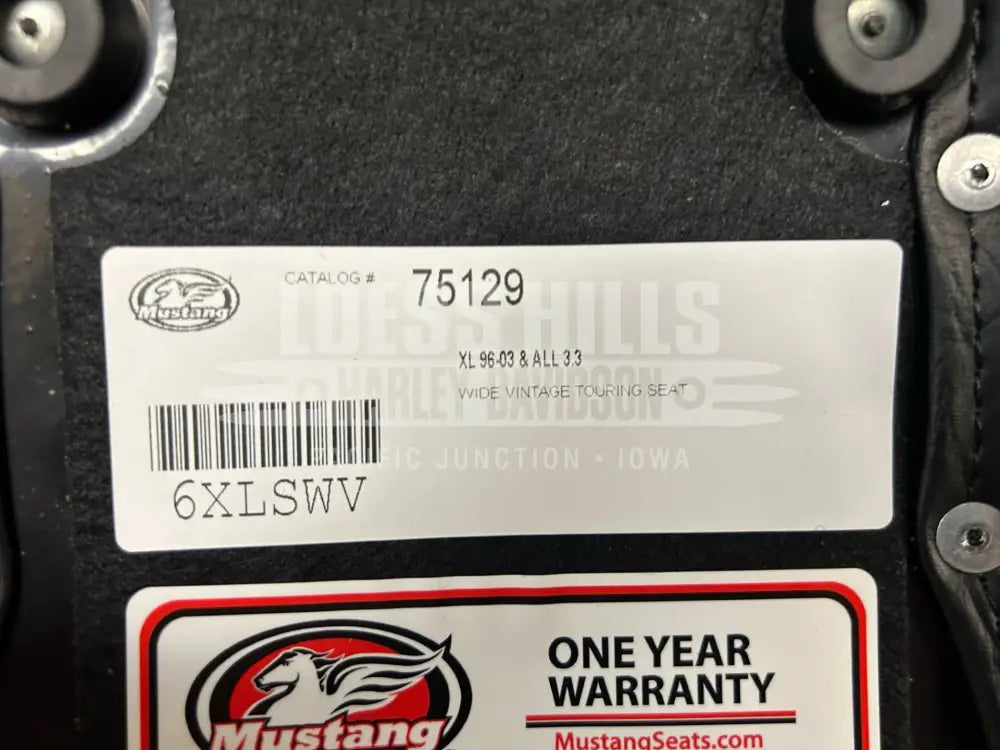 Mustang
CATALOG # 75129
LOESS HILLS
XL 96-03 & ALL 3.3
HARLEY-DAVIDSON
WIDE VINTAGE TOURING SEAT
PACIFIC JUNCTION • IOWA
6XLSWV
Mustang
ONE YEAR
WARRANTY
MustangSeats.com